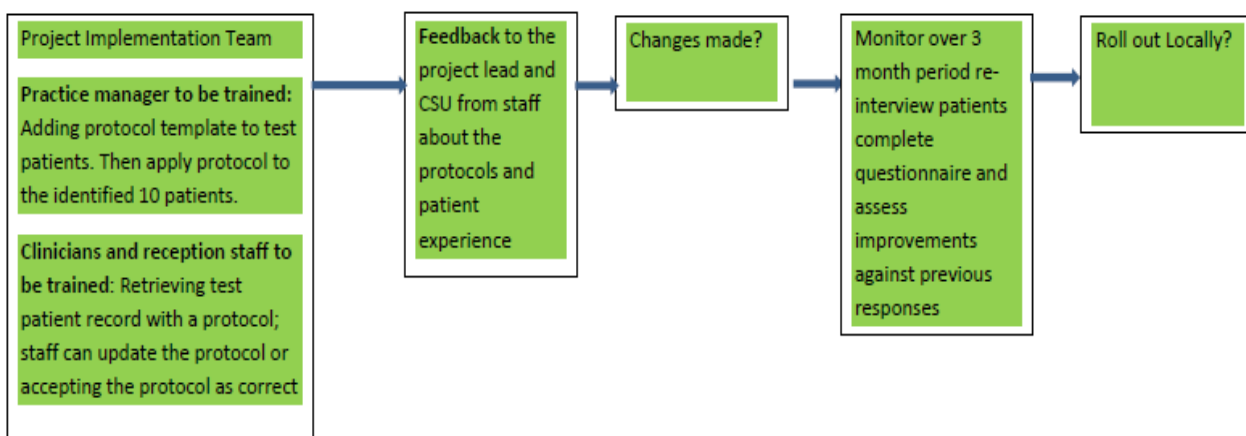 Project Implementation Team
Practice manager to be trained:
Adding protocol template to test
patients. Then apply protocol to
the identified 10 patients.
Clinicians and reception staff to
be trained: Retrieving test
patient record with a protocol;
staff can update the protocol or
accepting the protocol as correct
Feedback to the
project lead and
CSU from staff
about the
protocols and
patient
experience
Changes made?
Monitor over 3
month period re-
interview patients
complete
questionnaire and
assess
improvements
against previous
responses
Roll out Locally?